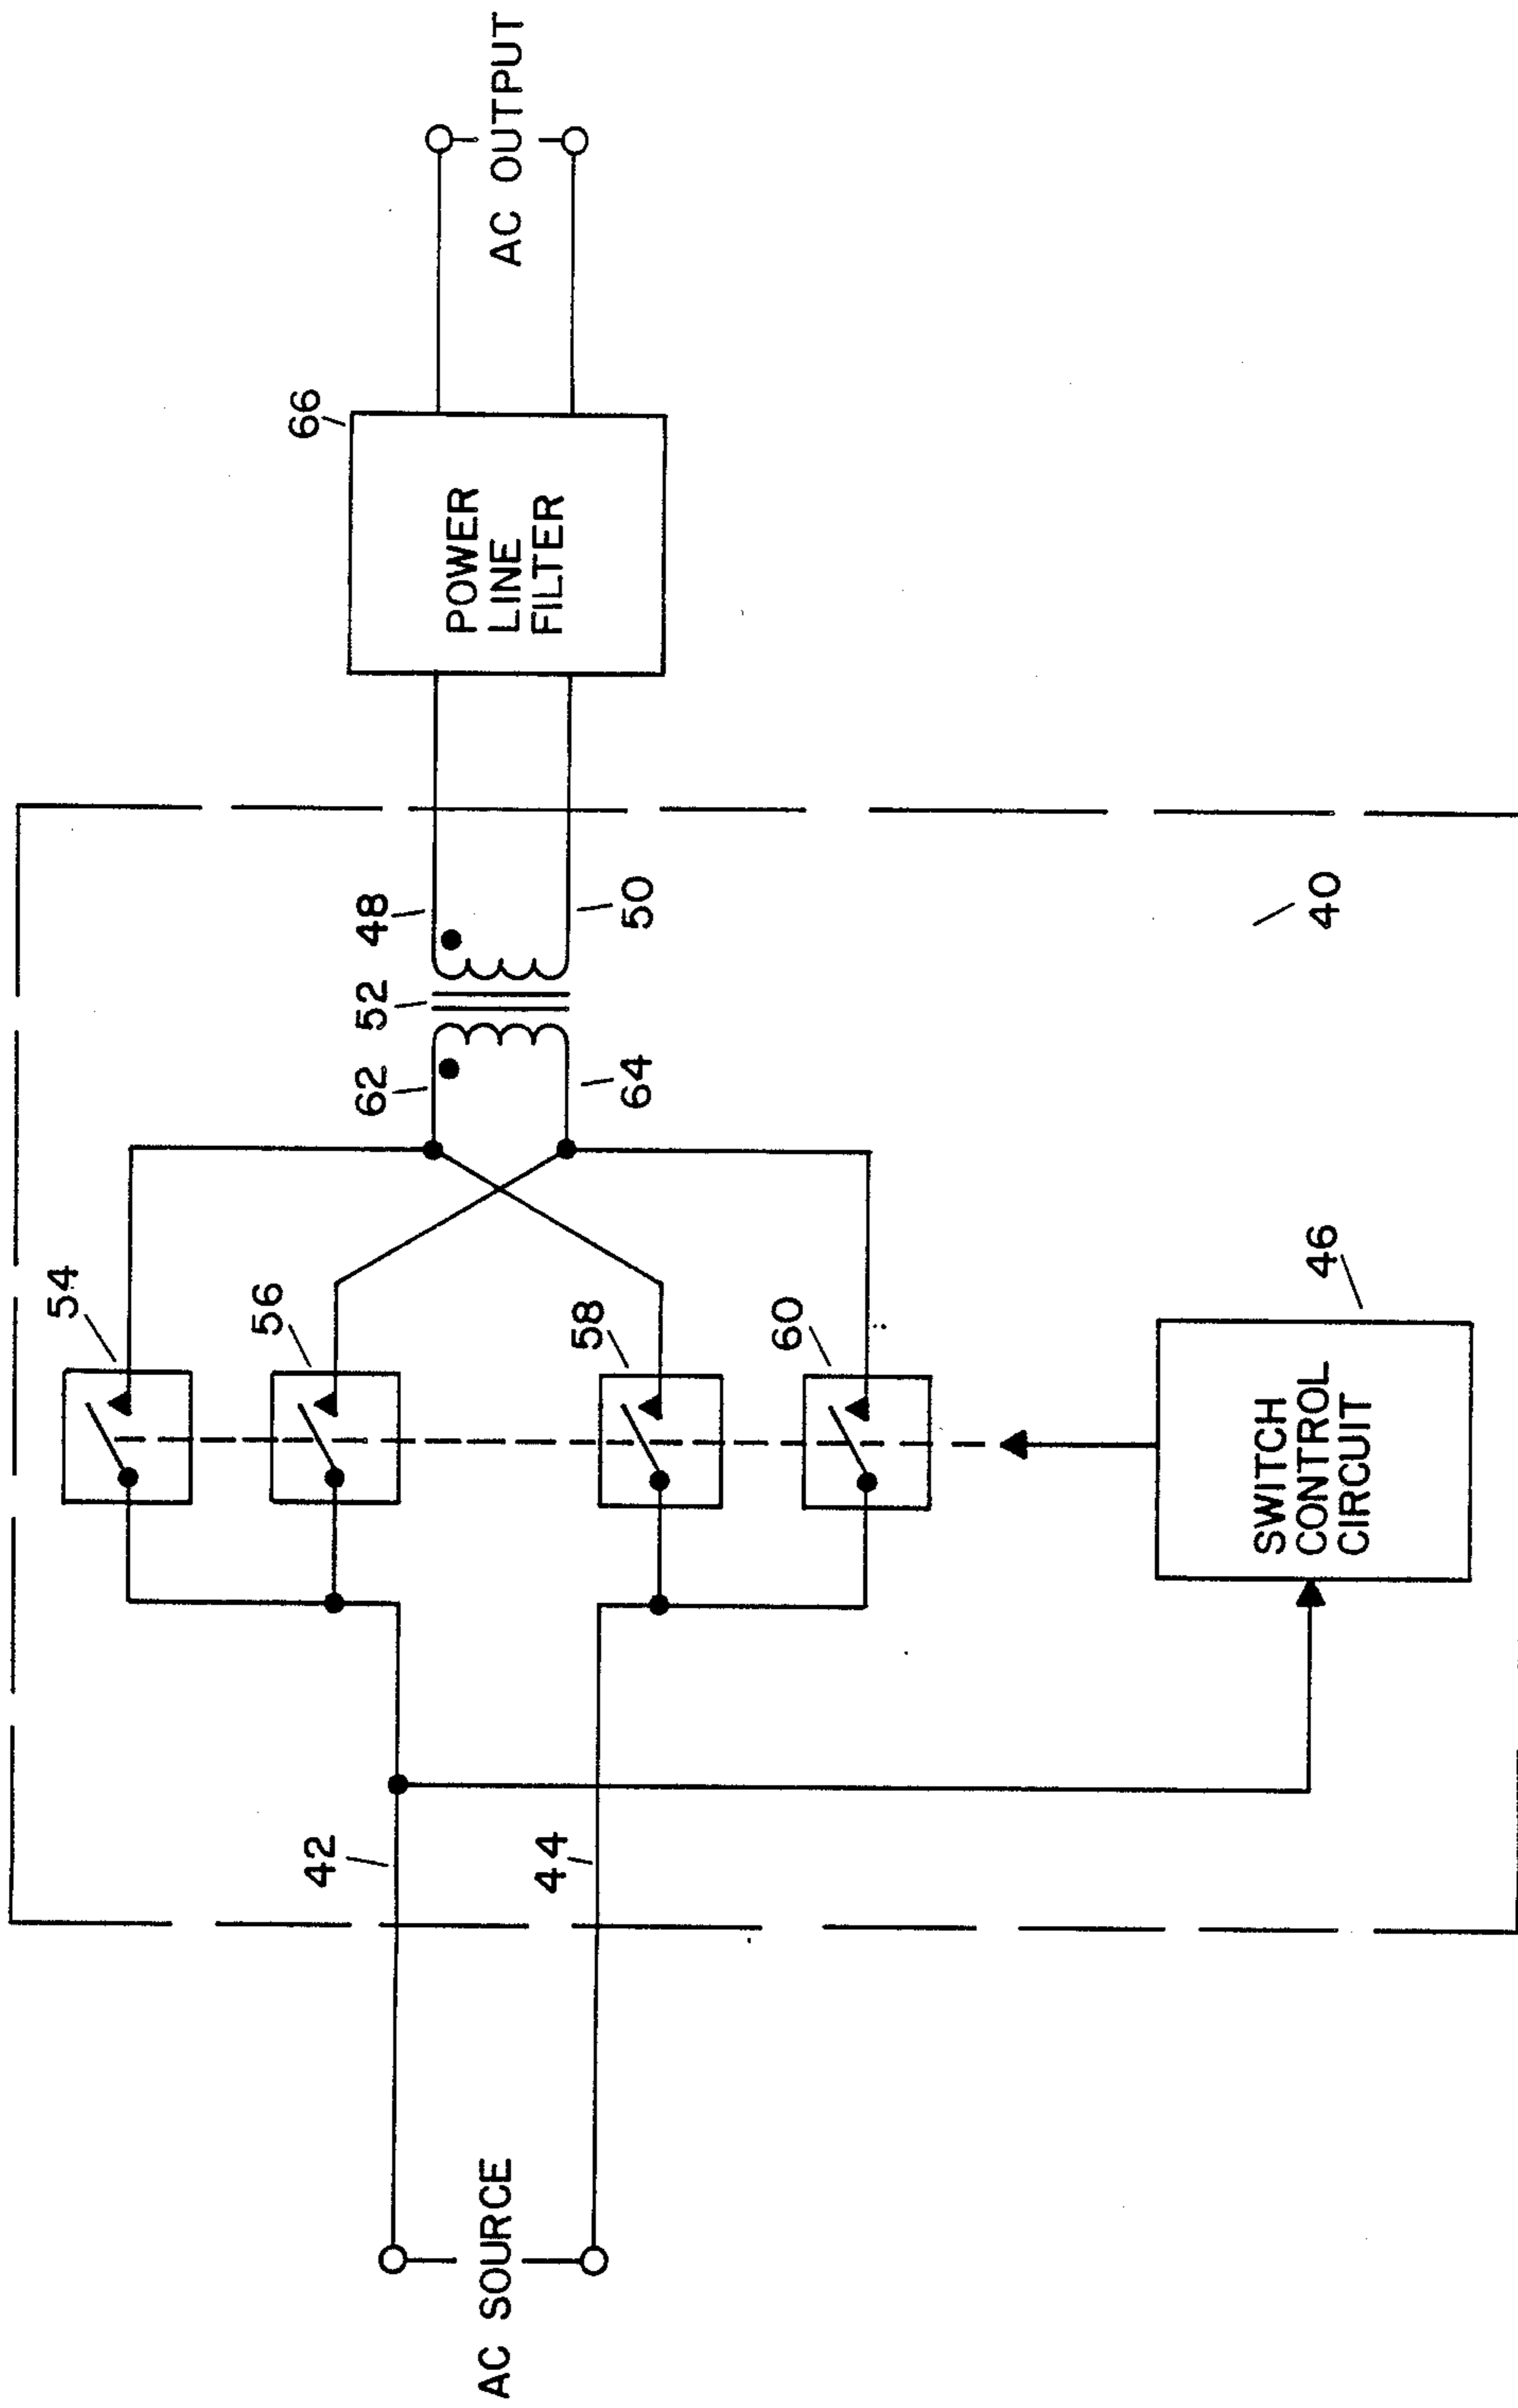 54
56
58
60
66
62
52
48
64
50
42
44
46
40
AC SOURCE
AC OUTPUT
POWER
LINE
FILTER
SWITCH
CONTROL
CIRCUIT